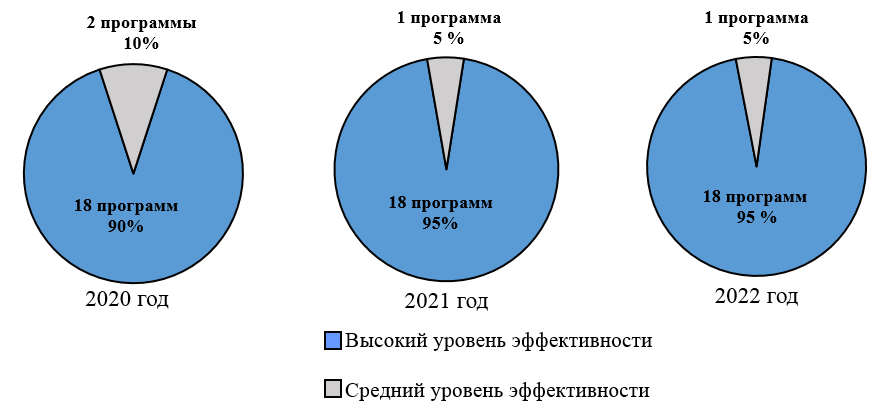 2 программы
10%
18 программ
90%
2020 год
1 программа
5 %
18 программ
95%
2021 год
1 программа
5%
18 программ
95 %
2022 год
Высокий уровень эффективности
Средний уровень эффективности